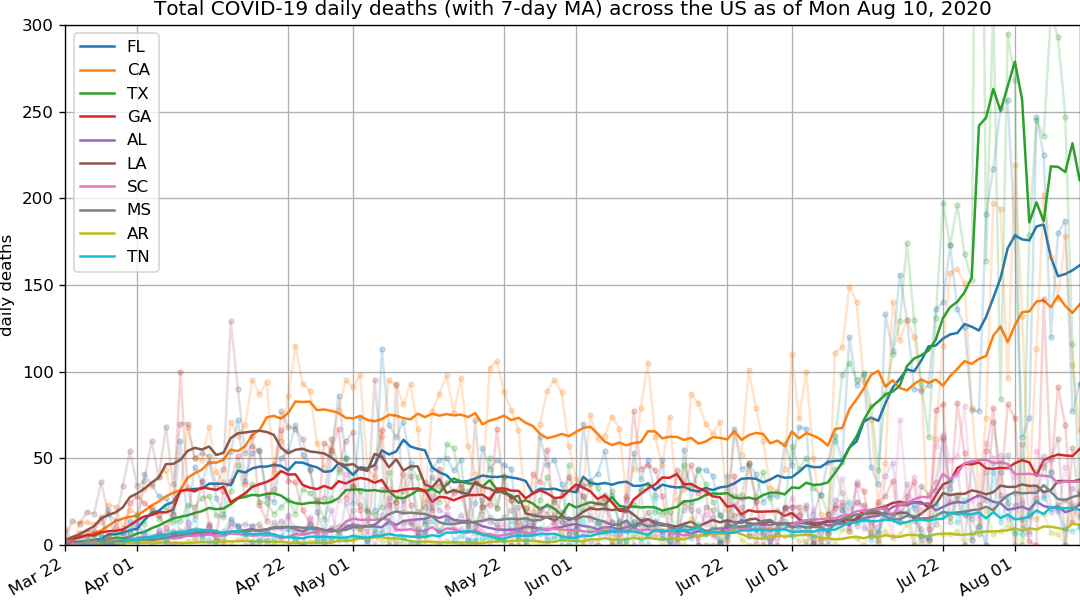 Total COVID-19 daily deaths (with 7-day MA) across the US as of Mon Aug 10, 2020
300
250
200
150
100
50
0
daily deaths
FL
CA
TX
GA
AL
LA
SC
MS
AR
TN
Mar 22
Apr 01
Apr 22
May 01
May 22
Jun 01
Jun 22
Jul 01
Jul 22
Aug 01